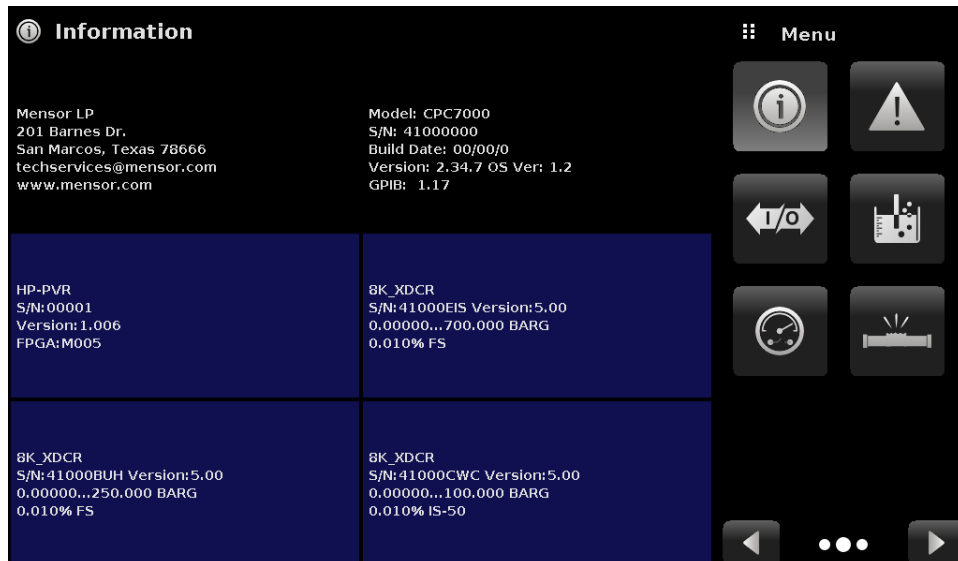 Information
Mensor LP
201 Barnes Dr.
San Marcos, Texas 78666
techservices@mensor.com
www.mensor.com
Model: CPC7000
S/N: 41000000
Build Date: 00/00/0
Version: 2.34.7 OS Ver: 1.2
GPIB: 1.17
HP-PVR
S/N:00001
Version:1.006
FPGA:M005
8K_XDCR
S/N:41000EIS Version:5.00
0.00000...700.000 BARG
0.010% FS
8K_XDCR
S/N:41000BUH Version:5.00
0.00000...250.000 BARG
0.010% FS
8K_XDCR
S/N:41000CWC Version:5.00
0.00000...100.000 BARG
0.010% IS-50
Menu
I/O